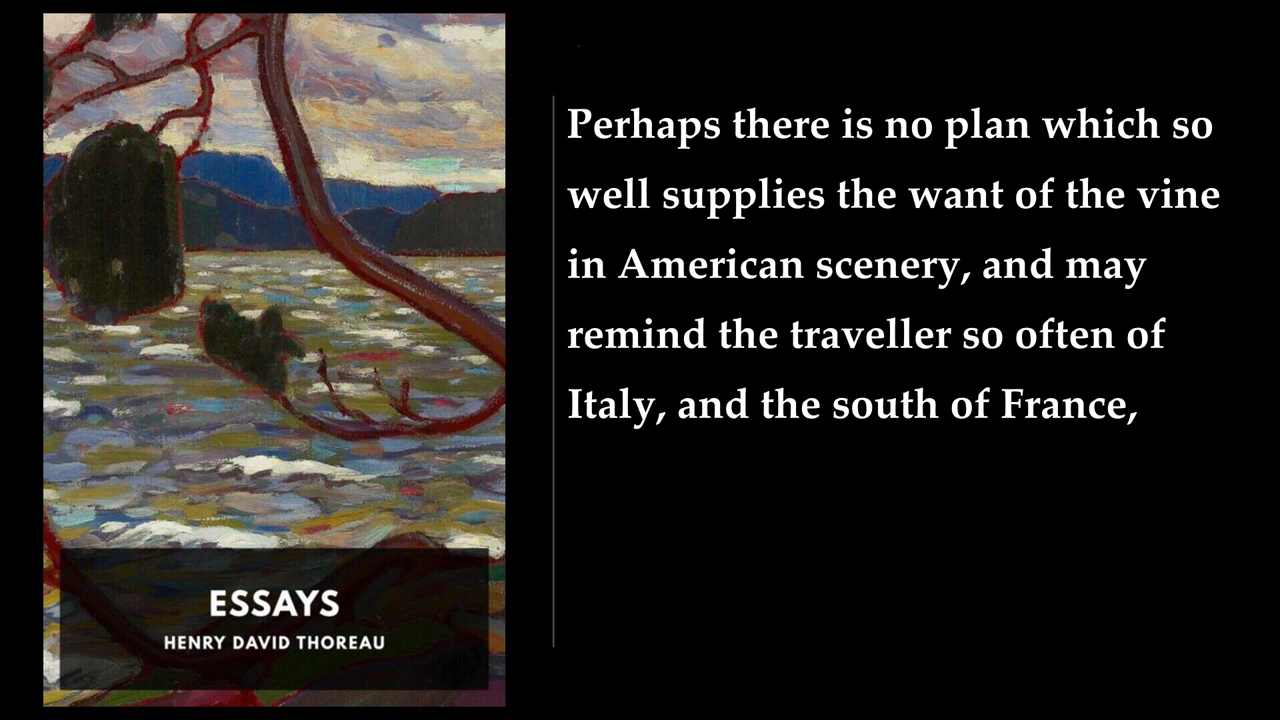 ESSAYS
HENRY DAVID THOREAU
Perhaps there is no plan which so
well supplies the want of the vine
in American scenery, and may
remind the traveller so often of
Italy, and the south of France,